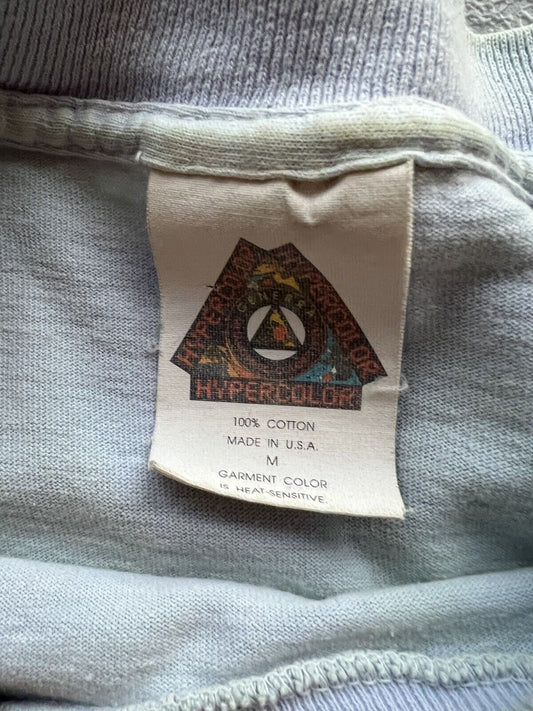 HYPERCOLOR
HYPERCOLOR
GENERRA
HYPERCOLOR
100% COTTON
MADE IN U.S.A.
M
GARMENT COLOR
IS HEAT-SENSITIVE.